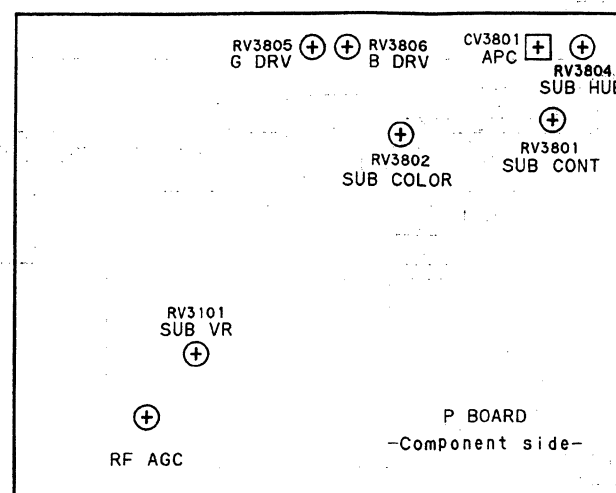 RV3805
G DRV
RV3806
B DRV
CV3801
APC
RV3804
SUB HUE
RV3802
SUB COLOR
RV3801
SUB CONT
RV3101
SUB VR
RF AGC
P BOARD
-Component side-